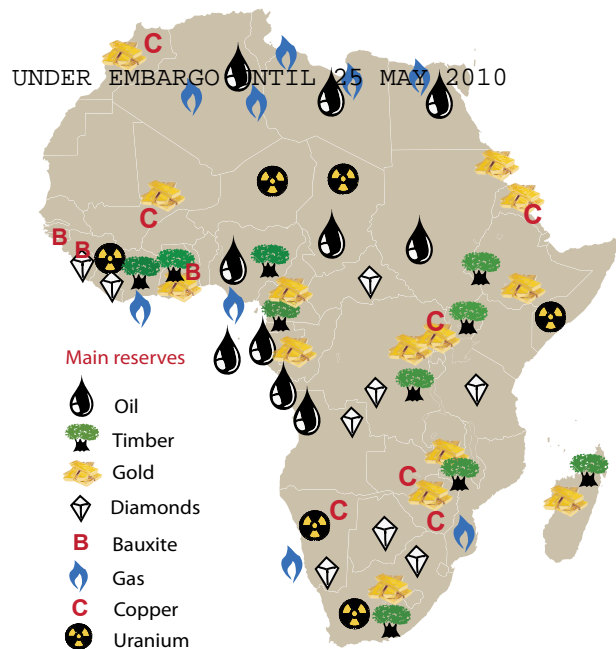 C
UNDER EMBARGO UNTIL 25 MAY 2010
C
C
B
B
B
C
Main reserves
Oil
Timber
Gold
Diamonds
C
C
C
B Bauxite
Gas
C Copper
Uranium